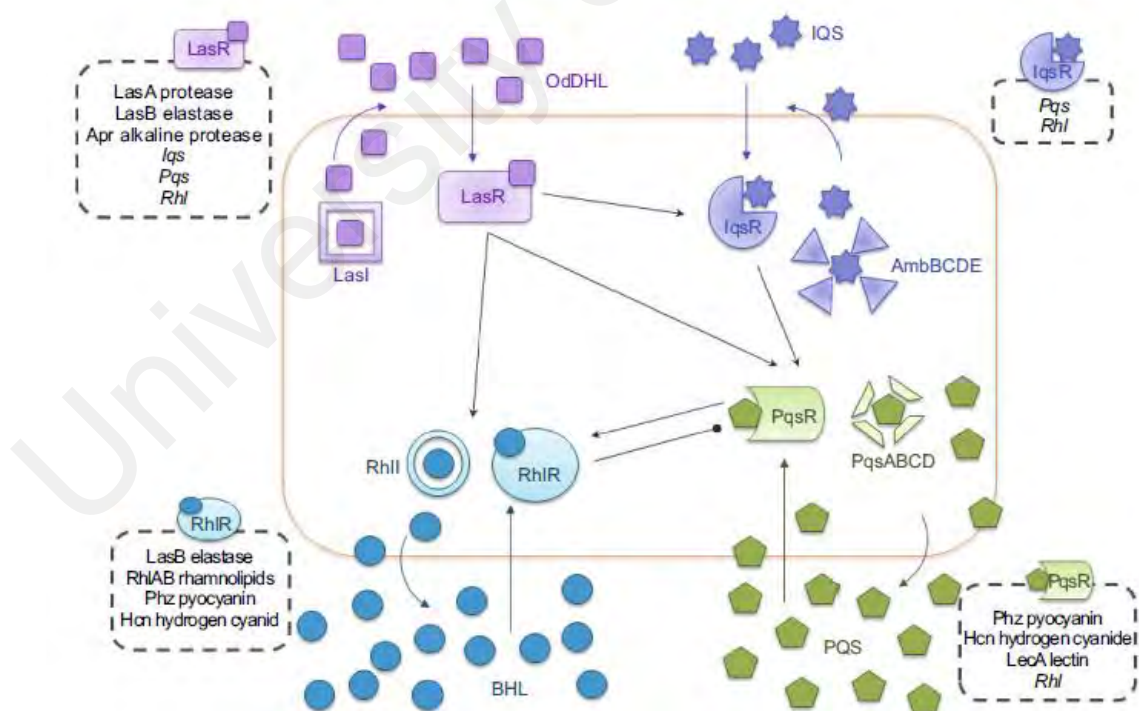 LasR
LasA protease
LasB elastase
Apr alkaline protease
Iqs
Pqs
Rhl
OdDHL
IQS
IqsR
Pqs
Rhl
LasR
LasI
IqsR
AmbBCDE
PqsR
PqsABCD
RhlI
RhlR
RhlR
LasB elastase
RhlAB rhamnolipids
Phz pyocyanin
Hcn hydrogen cyanid
BHL
PQS
PqsR
Phz pyocyanin
Hcn hydrogen cyanide
LecA lectin
Rhl
University